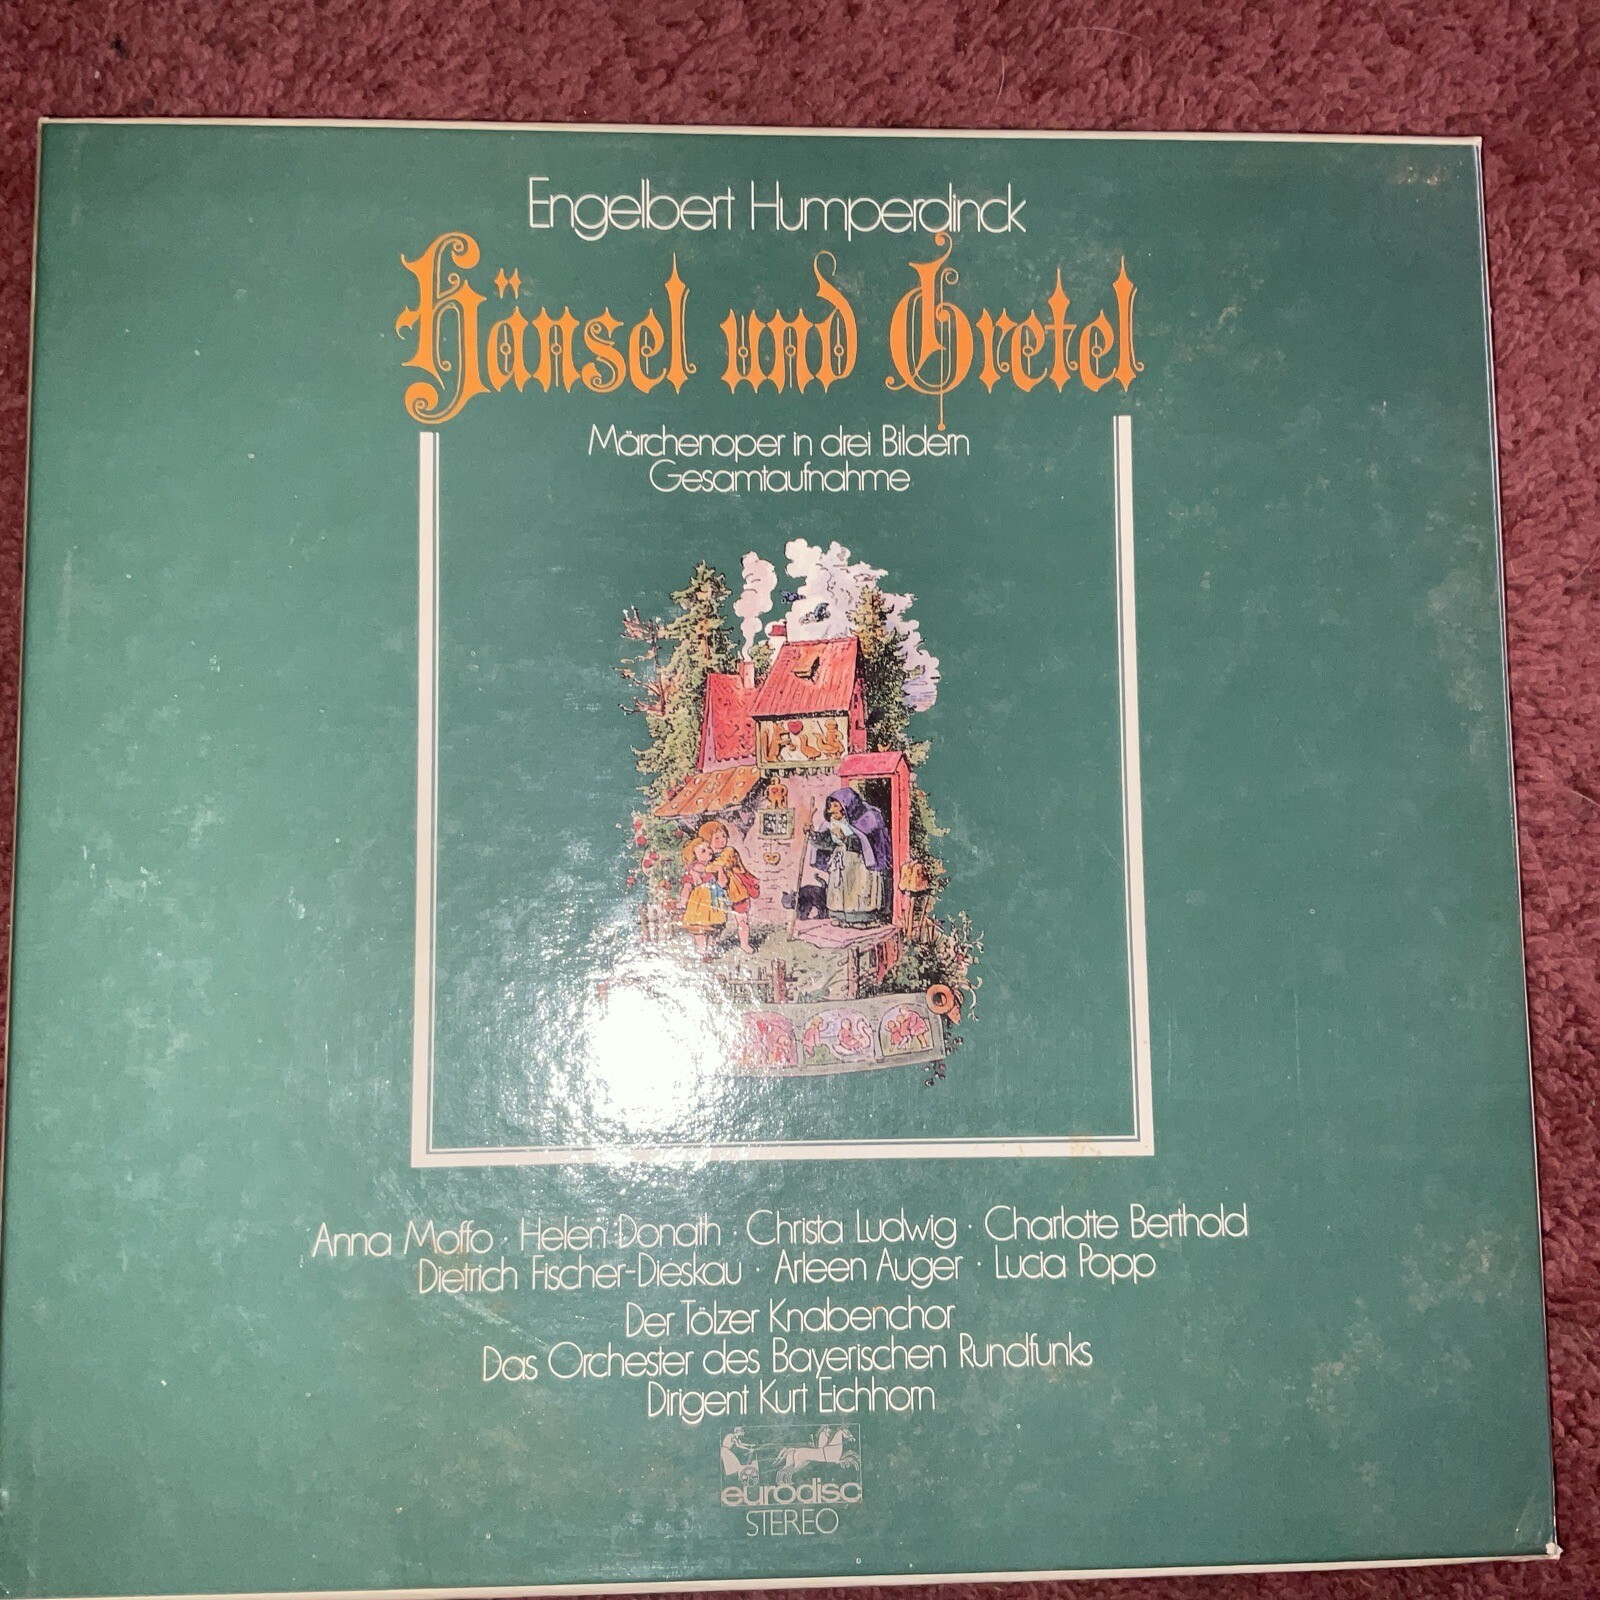 Engelbert Humperdinck
Hänsel und Gretel
Märchenoper in drei Bildern
Gesamtaufnahme
Anna Moffo · Helen Donath · Christa Ludwig · Charlotte Berthold
Dietrich Fischer-Dieskau · Arleen Auger · Lucia Popp
Der Tölzer Knabenchor
Das Orchester des Bayerischen Rundfunks
Dirigent Kurt Eichhorn
eurodisc
STEREO